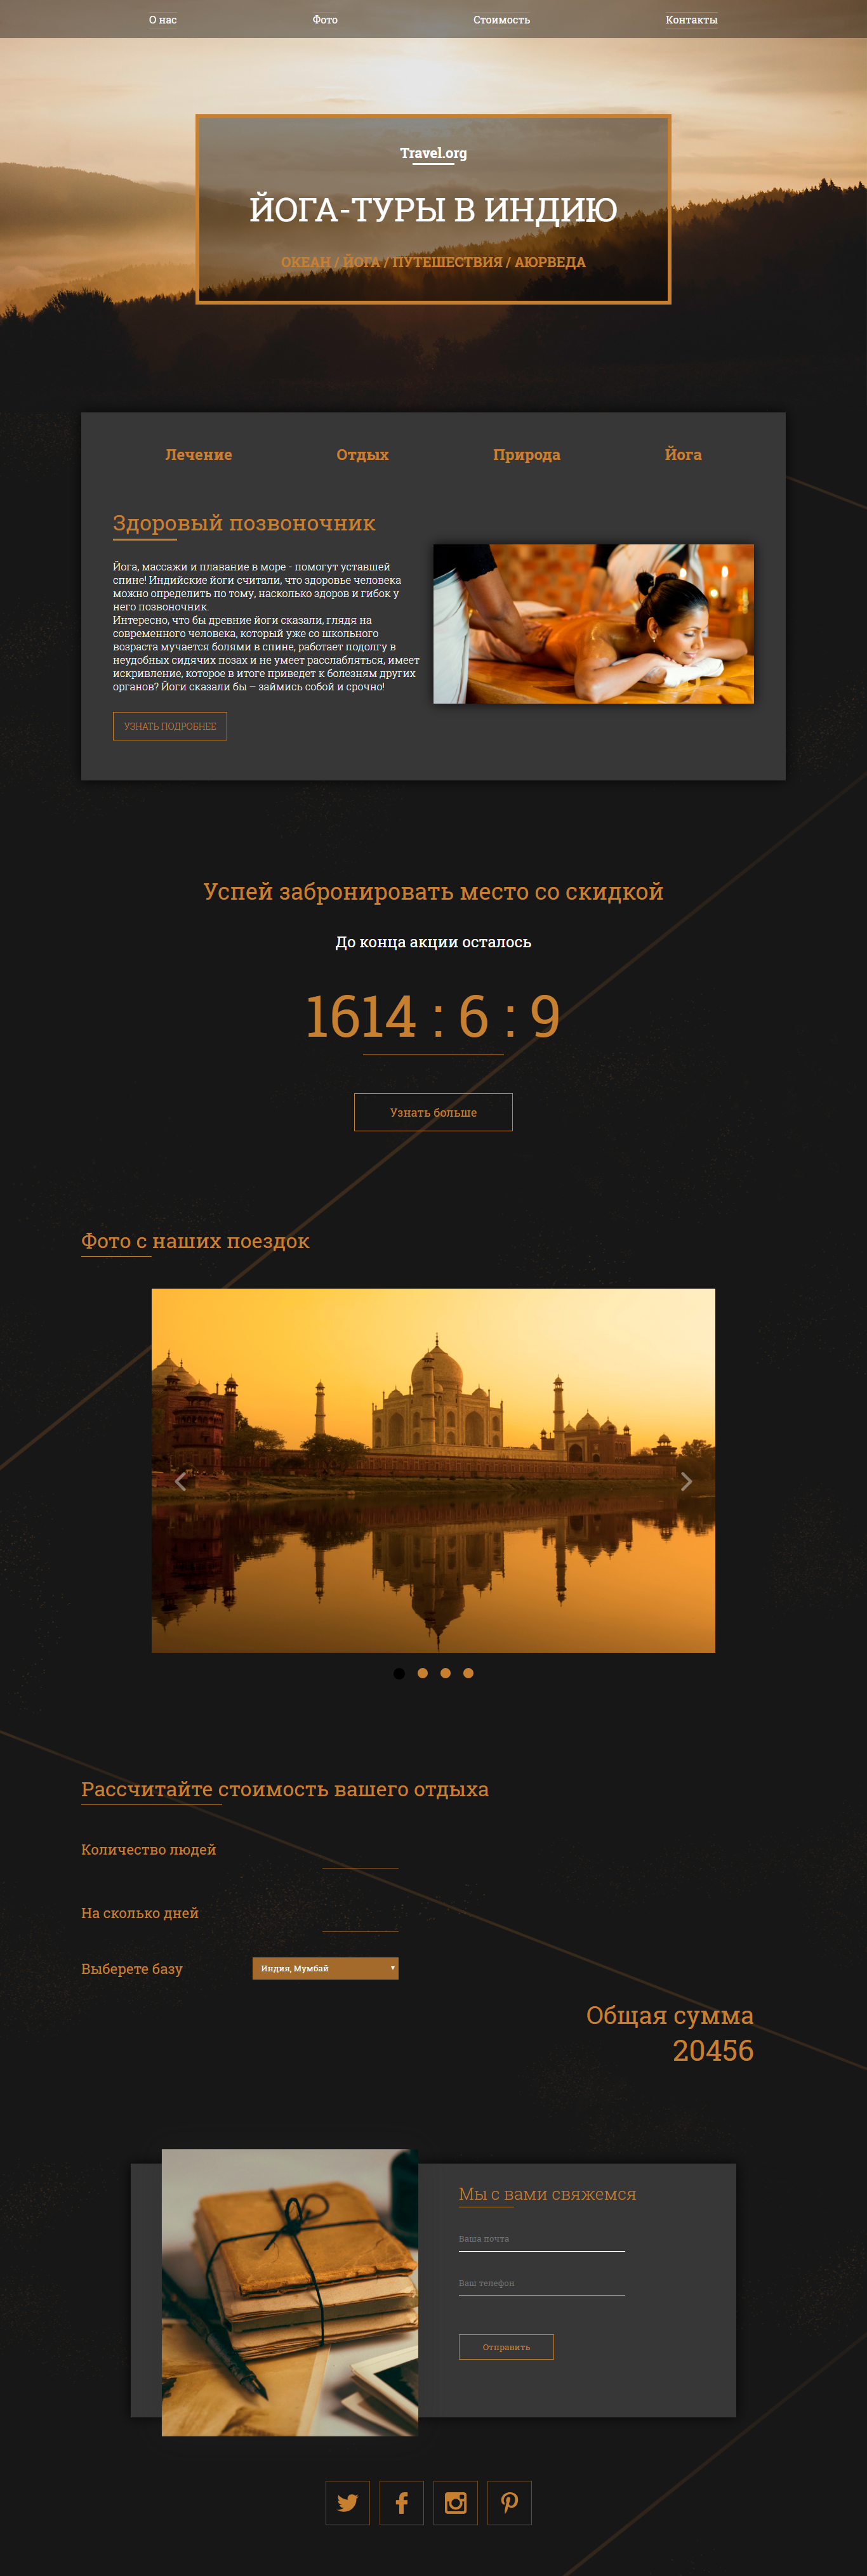 О нас
Фото
Стоимость
Контакты
Travel.org
ЙОГА-ТУРЫ В ИНДИЮ
ОКЕАН / ЙОГА / ПУТЕШЕСТВИЯ / АЮРВЕДА
Лечение
Отдых
Природа
Йога
Здоровый позвоночник
Йога, массажи и плавание в море - помогут уставшей
спине! Индийские йоги считали, что здоровье человека
можно определить по тому, насколько здоров и гибок у
него позвоночник.
Интересно, что бы древние йоги сказали, глядя на
современного человека, который уже со школьного
возраста мучается болями в спине, работает подолгу в
неудобных сидячих позах и не умеет расслабляться, имеет
искривление, которое в итоге приведет к болезням других
органов? Йоги сказали бы – займись собой и срочно!
УЗНАТЬ ПОДРОБНЕЕ
Успей забронировать место со скидкой
До конца акции осталось
1614 : 6 : 9
Узнать больше
Фото с наших поездок
Рассчитайте стоимость вашего отдыха
Количество людей
На сколько дней
Выберете базу
Индия, Мумбай
Общая сумма
20456
Мы с вами свяжемся
Ваша почта
Ваш телефон
Отправить